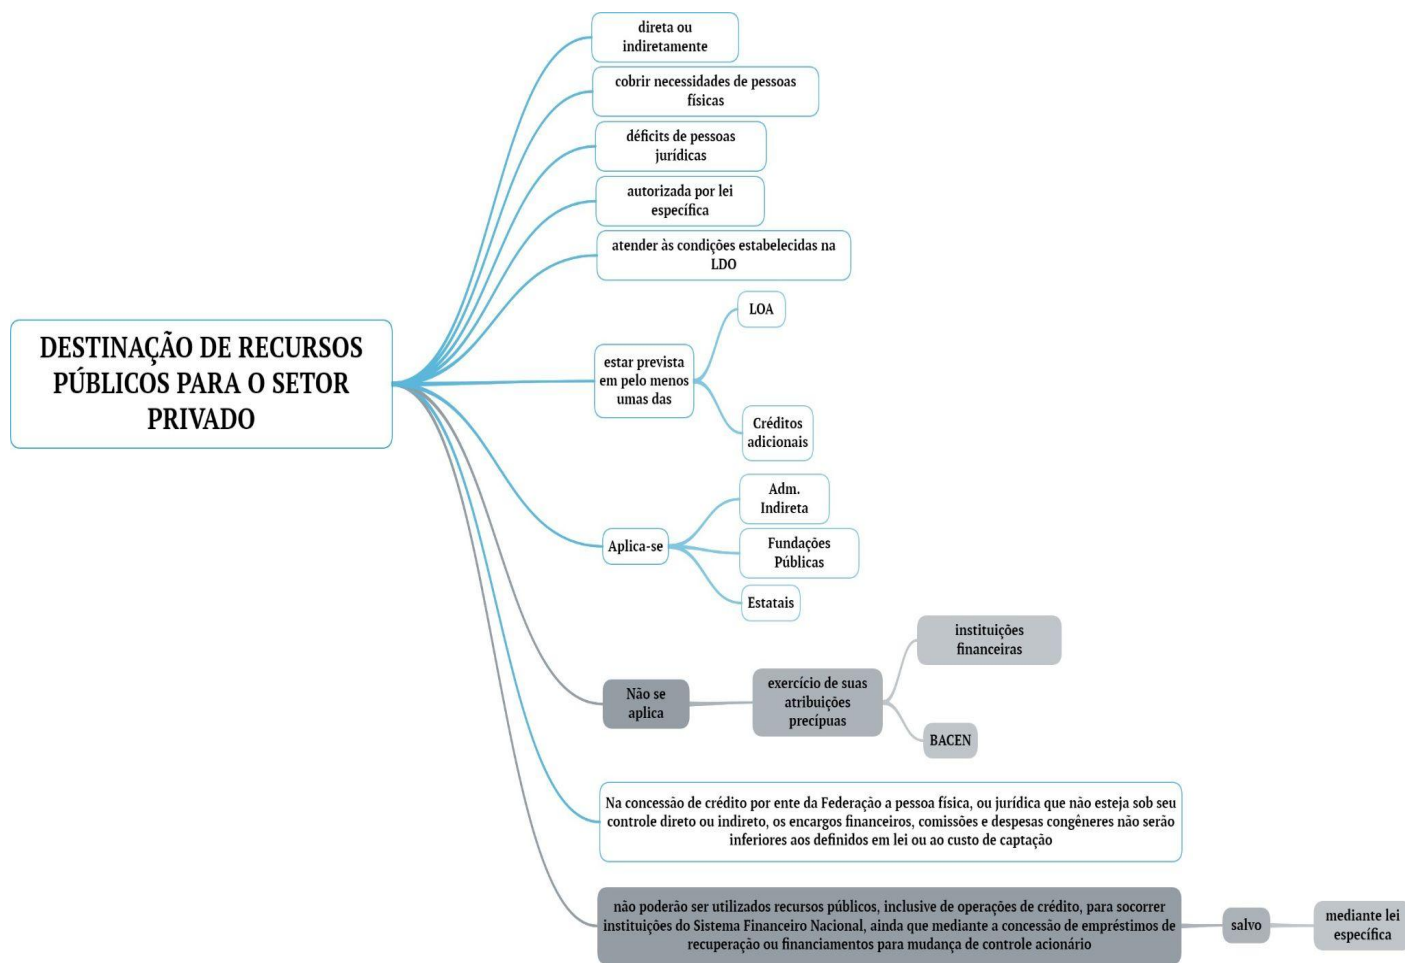 direta ou
indiretamente
cobrir necessidades de pessoas
físicas
déficits de pessoas
jurídicas
autorizada por lei
específica
atender às condições estabelecidas na
LDO
DESTINAÇÃO DE RECURSOS
PÚBLICOS PARA O SETOR
PRIVADO
estar prevista
em pelo menos
umas das
LOA
Créditos
adicionais
Aplica-se
Adm.
Indireta
Fundações
Públicas
Estatais
Não se
aplica
exercício de suas
atribuições
precípuas
instituições
financeiras
BACEN
Na concessão de crédito por ente da Federação a pessoa física, ou jurídica que não esteja sob seu
controle direto ou indireto, os encargos financeiros, comissões e despesas congêneres não serão
inferiores aos definidos em lei ou ao custo de captação
não poderão ser utilizados recursos públicos, inclusive de operações de crédito, para socorrer
instituições do Sistema Financeiro Nacional, ainda que mediante a concessão de empréstimos de
recuperação ou financiamentos para mudança de controle acionário
salvo
mediante lei
específica